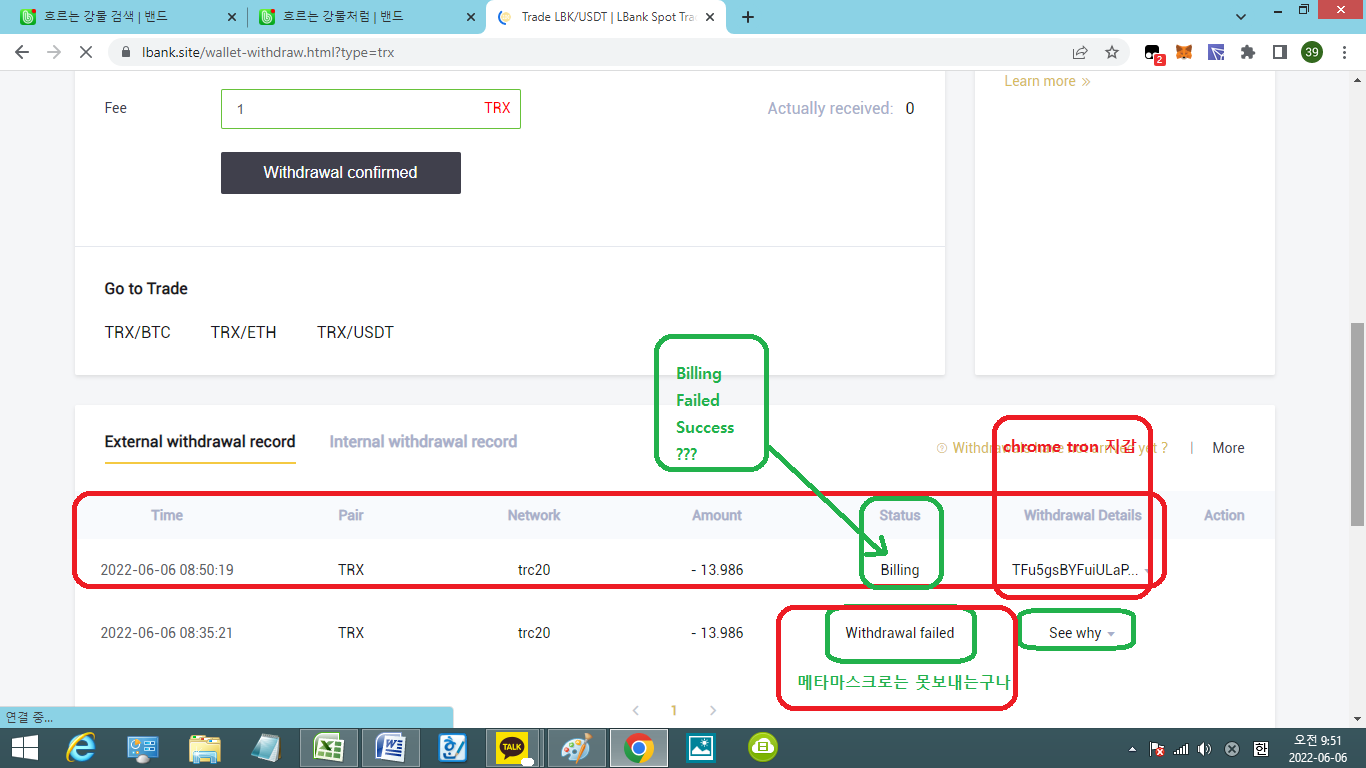 흐르는 강물 검색 | 밴드
흐르는 강물처럼 | 밴드
Trade LBK/USDT | LBank Spot Tra
lbank.site/wallet-withdraw.html?type=trx
2
39
Learn more »
Fee
1
TRX
Actually received: 0
Withdrawal confirmed
Go to Trade
TRX/BTC TRX/ETH TRX/USDT
Billing
Failed
Success
???
External withdrawal record
Internal withdrawal record
chrome tron 지갑
More
Time Pair Network Amount Status Withdrawal Details Action
2022-06-06 08:50:19 TRX trc20 - 13.986 Billing TFu5gsBYFuiULaP...
2022-06-06 08:35:21 TRX trc20 - 13.986 Withdrawal failed See why
메타마스크로는 못보내는구나
1
연결 중...
TALK
한
오전 9:51
2022-06-06